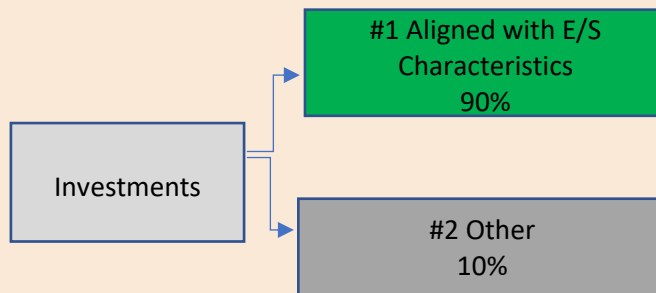 #1 Aligned with E/S
Characteristics
90%
Investments
#2 Other
10%